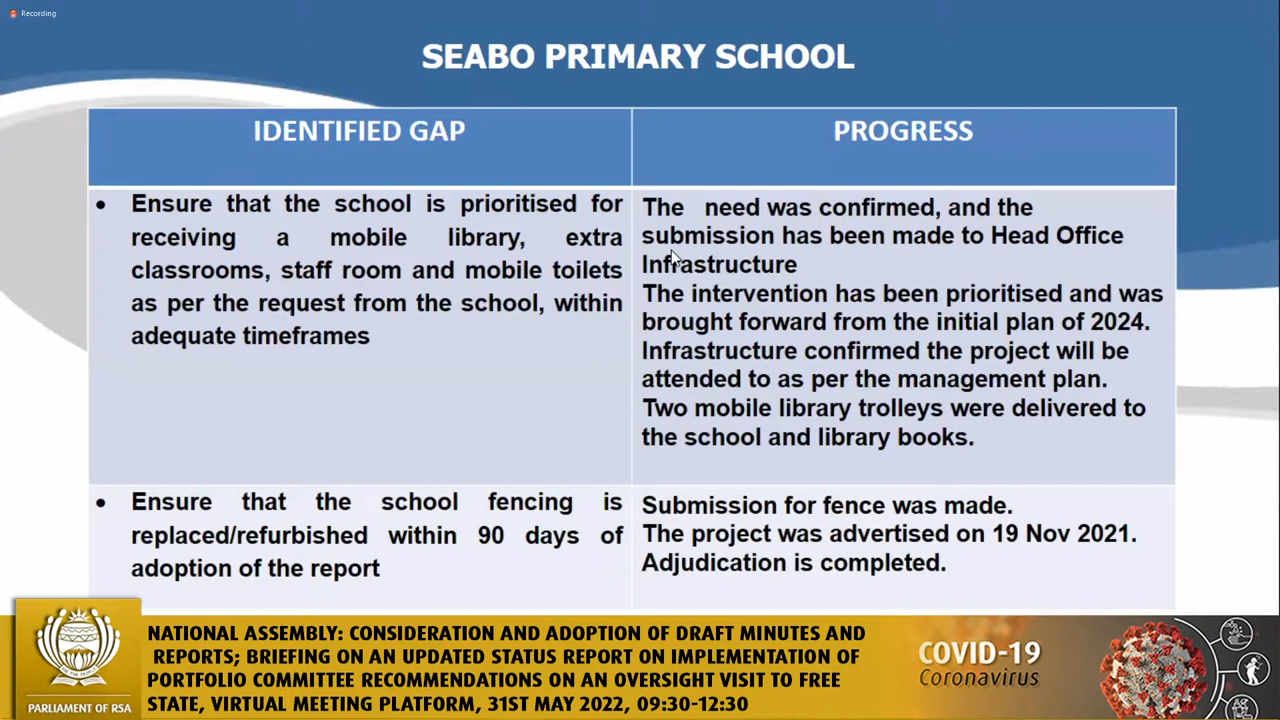 Recording
SEABO PRIMARY SCHOOL
IDENTIFIED GAP
PROGRESS
• Ensure that the school is prioritised for
receiving a mobile library, extra
classrooms, staff room and mobile toilets
as per the request from the school, within
adequate timeframes
The need was confirmed, and the
submission has been made to Head Office
Infrastructure
The intervention has been prioritised and was
brought forward from the initial plan of 2024.
Infrastructure confirmed the project will be
attended to as per the management plan.
Two mobile library trolleys were delivered to
the school and library books.
• Ensure that the school fencing is
replaced/refurbished within 90 days of
adoption of the report
Submission for fence was made.
The project was advertised on 19 Nov 2021.
Adjudication is completed.
PARLIAMENT OF RSA
NATIONAL ASSEMBLY: CONSIDERATION AND ADOPTION OF DRAFT MINUTES AND
REPORTS; BRIEFING ON AN UPDATED STATUS REPORT ON IMPLEMENTATION OF
PORTFOLIO COMMITTEE RECOMMENDATIONS ON AN OVERSIGHT VISIT TO FREE
STATE, VIRTUAL MEETING PLATFORM, 31ST MAY 2022, 09:30-12:30
COVID-19
Coronavirus